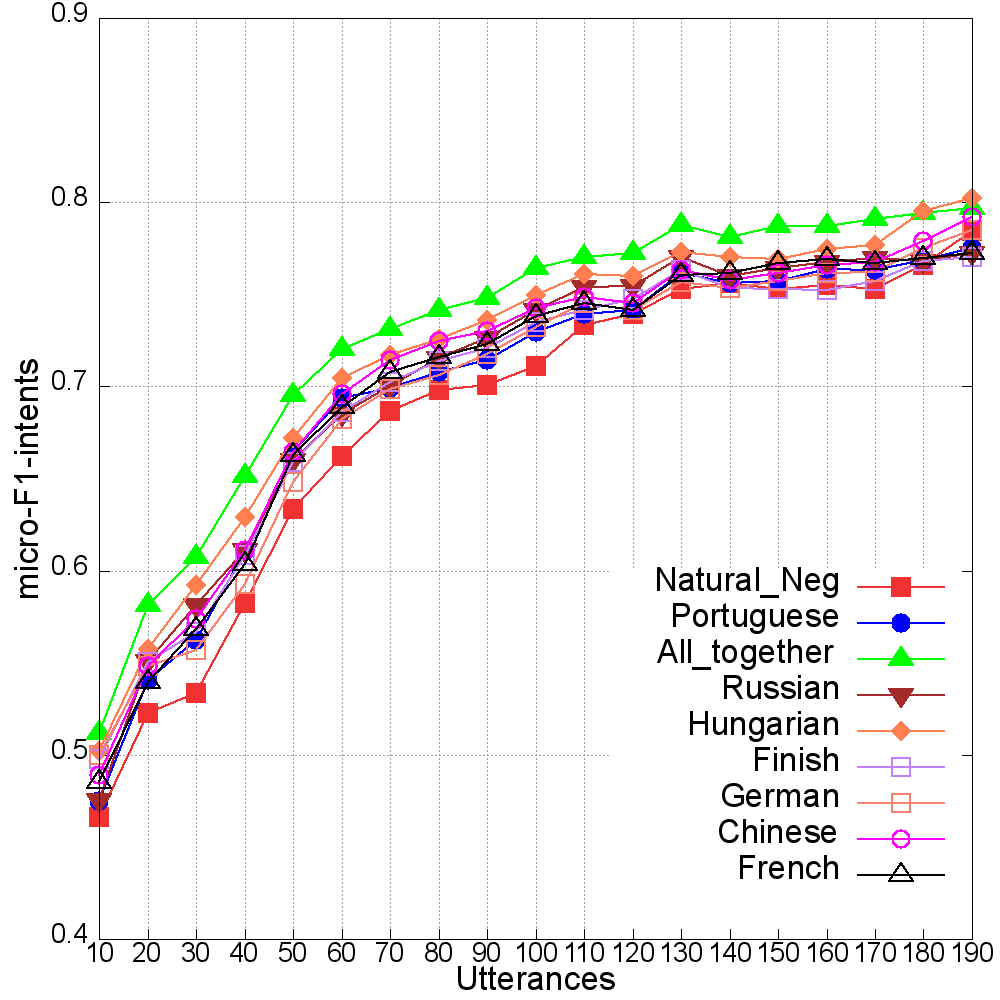 0.9
0.8
0.7
0.6
0.5
0.4
micro-F1-intents
Natural_Neg
Portuguese
All_together
Russian
Hungarian
Finish
German
Chinese
French
10 20 30 40 50 60 70 80 90 100 110 120 130 140 150 160 170 180 190
Utterances